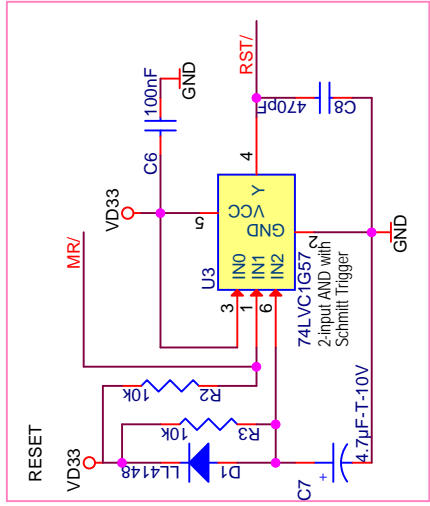 RESET
VD33
10k
R2
10k
R3
LL4148
D1
C7
4.7µF-T-10V
+
MR/
VD33
C6
100nF
GND
U3
3
IN0
1
IN1
6
IN2
5
VCC
GND
2
Y
4
74LVC1G57
2-input AND with
Schmitt Trigger
RST/
470pF
C8
GND